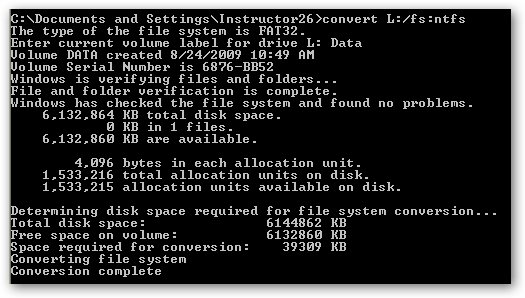 C:\Documents and Settings\Instructor26>convert L:/fs:ntfs
The type of the file system is FAT32.
Enter current volume label for drive L: Data
Volume DATA created 8/24/2009 10:49 AM
Volume Serial Number is 6876-BB52
Windows is verifying files and folders...
File and folder verification is complete.
Windows has checked the file system and found no problems.
6,132,864 KB total disk space.
0 KB in 1 files.
6,132,860 KB are available.
4,096 bytes in each allocation unit.
1,533,216 total allocation units on disk.
1,533,215 allocation units available on disk.
Determining disk space required for file system conversion...
Total disk space: 6144862 KB
Free space on volume: 6132860 KB
Space required for conversion: 39309 KB
Converting file system
Conversion complete